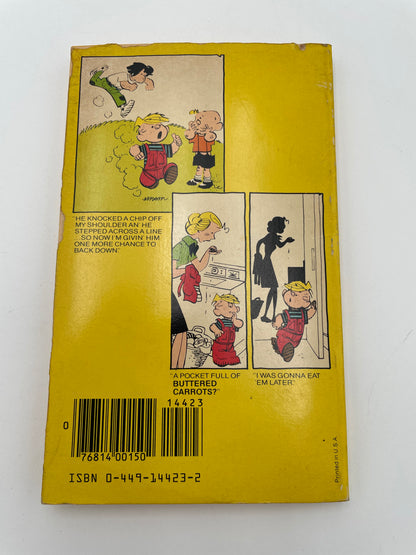 "HE KNOCKED A CHIP OFF
MY SHOULDER AN' HE
STEPPED ACROSS A LINE
... SO NOW I'M GIVIN' HIM
ONE MORE CHANCE TO
BACK DOWN."
"A POCKET FULL OF
BUTTERED
CARROTS?"
"I WAS GONNA EAT
'EM LATER."
14423
0
76814 00150
ISBN 0-449-14423-2
Printed in U.S.A.